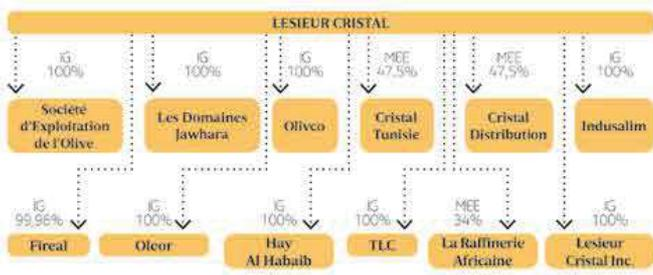 LESIEUR CRISTAL
IG
100%
IG
100%
IG
100%
MEE
47,5%
MEE
47,5%
IG
100%
Société
d'Exploitation
de l'Olive
Les Domaines
Jawhara
Olivco
Cristal
Tunisie
Cristal
Distribution
Indusalim
IG
99,96%
IG
100%
IG
100%
IG
100%
MEE
34%
IG
100%
Fireal
Oleor
Hay
Al Habaib
TLC
La Raffinerie
Africaine
Lesieur
Cristal Inc.